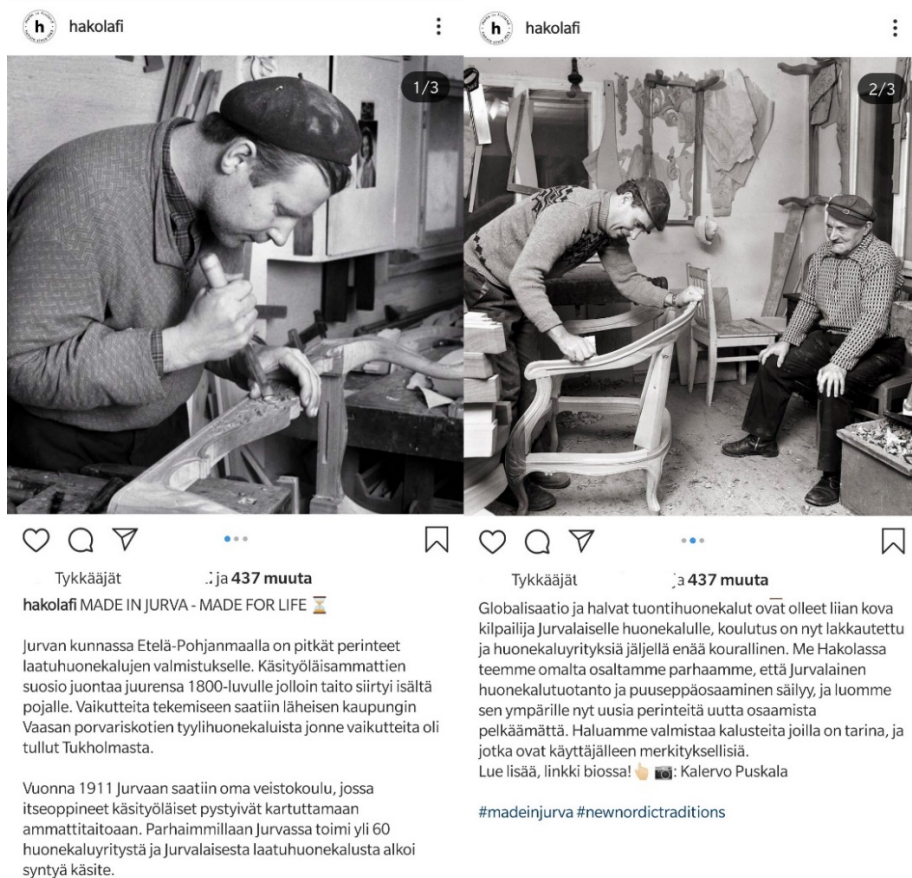 h
hakolafi
1/3
Tykkääjät ja 437 muuta
hakolafi MADE IN JURVA - MADE FOR LIFE ⏳
Jurvan kunnassa Etelä-Pohjanmaalla on pitkät perinteet
laatuhuonekalujen valmistukselle. Käsityöläisammattien
suosio juontaa juurensa 1800-luvulle jolloin taito siirtyi isältä
pojalle. Vaikutteita tekemiseen saatiin läheisen kaupungin
Vaasan porvariskotien tyylihuonekaluista jonne vaikutteita oli
tullut Tukholmasta.
Vuonna 1911 Jurvaan saatiin oma veistokoulu, jossa
itseoppineet käsityöläiset pystyivät kartuttamaan
ammattitaitoaan. Parhaimmillaan Jurvassa toimi yli 60
huonekaluyritystä ja Jurvalaisesta laatuhuonekalusta alkoi
syntyä käsite.
h
hakolafi
2/3
Tykkääjät ja 437 muuta
Globalisaatio ja halvat tuontihuonekalut ovat olleet liian kova
kilpailija Jurvalaiselle huonekalulle, koulutus on nyt lakkautettu
ja huonekaluyrityksiä jäljellä enää kourallinen. Me Hakolassa
teemme omalta osaltamme parhaamme, että Jurvalainen
huonekalutuotanto ja puuseppäosaaminen säilyy, ja luomme
sen ympärille nyt uusia perinteitä uutta osaamista
pelkäämättä. Haluamme valmistaa kalusteita joilla on tarina, ja
jotka ovat käyttäjälleen merkityksellisiä.
Lue lisää, linkki biossa!👆🏻 📷: Kalervo Puskala
#madeinjurva #newnordictraditions